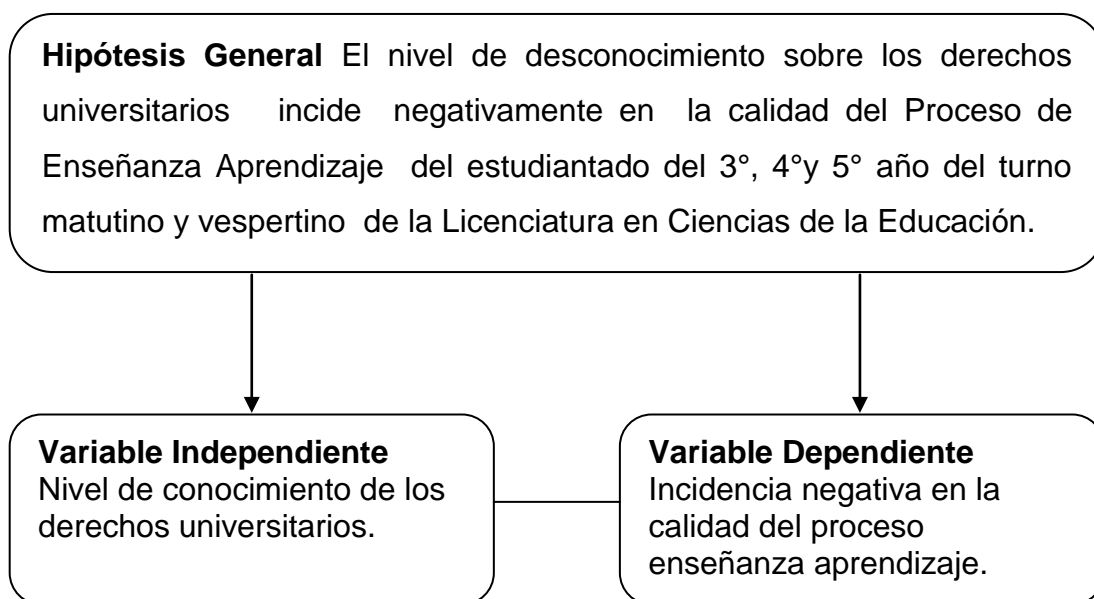 Hipótesis General El nivel de desconocimiento sobre los derechos
universitarios incide negativamente en la calidad del Proceso de
Enseñanza Aprendizaje del estudiantado del 3°, 4°y 5° año del turno
matutino y vespertino de la Licenciatura en Ciencias de la Educación.
Variable Independiente
Nivel de conocimiento de los
derechos universitarios.
Variable Dependiente
Incidencia negativa en la
calidad del proceso
enseñanza aprendizaje.